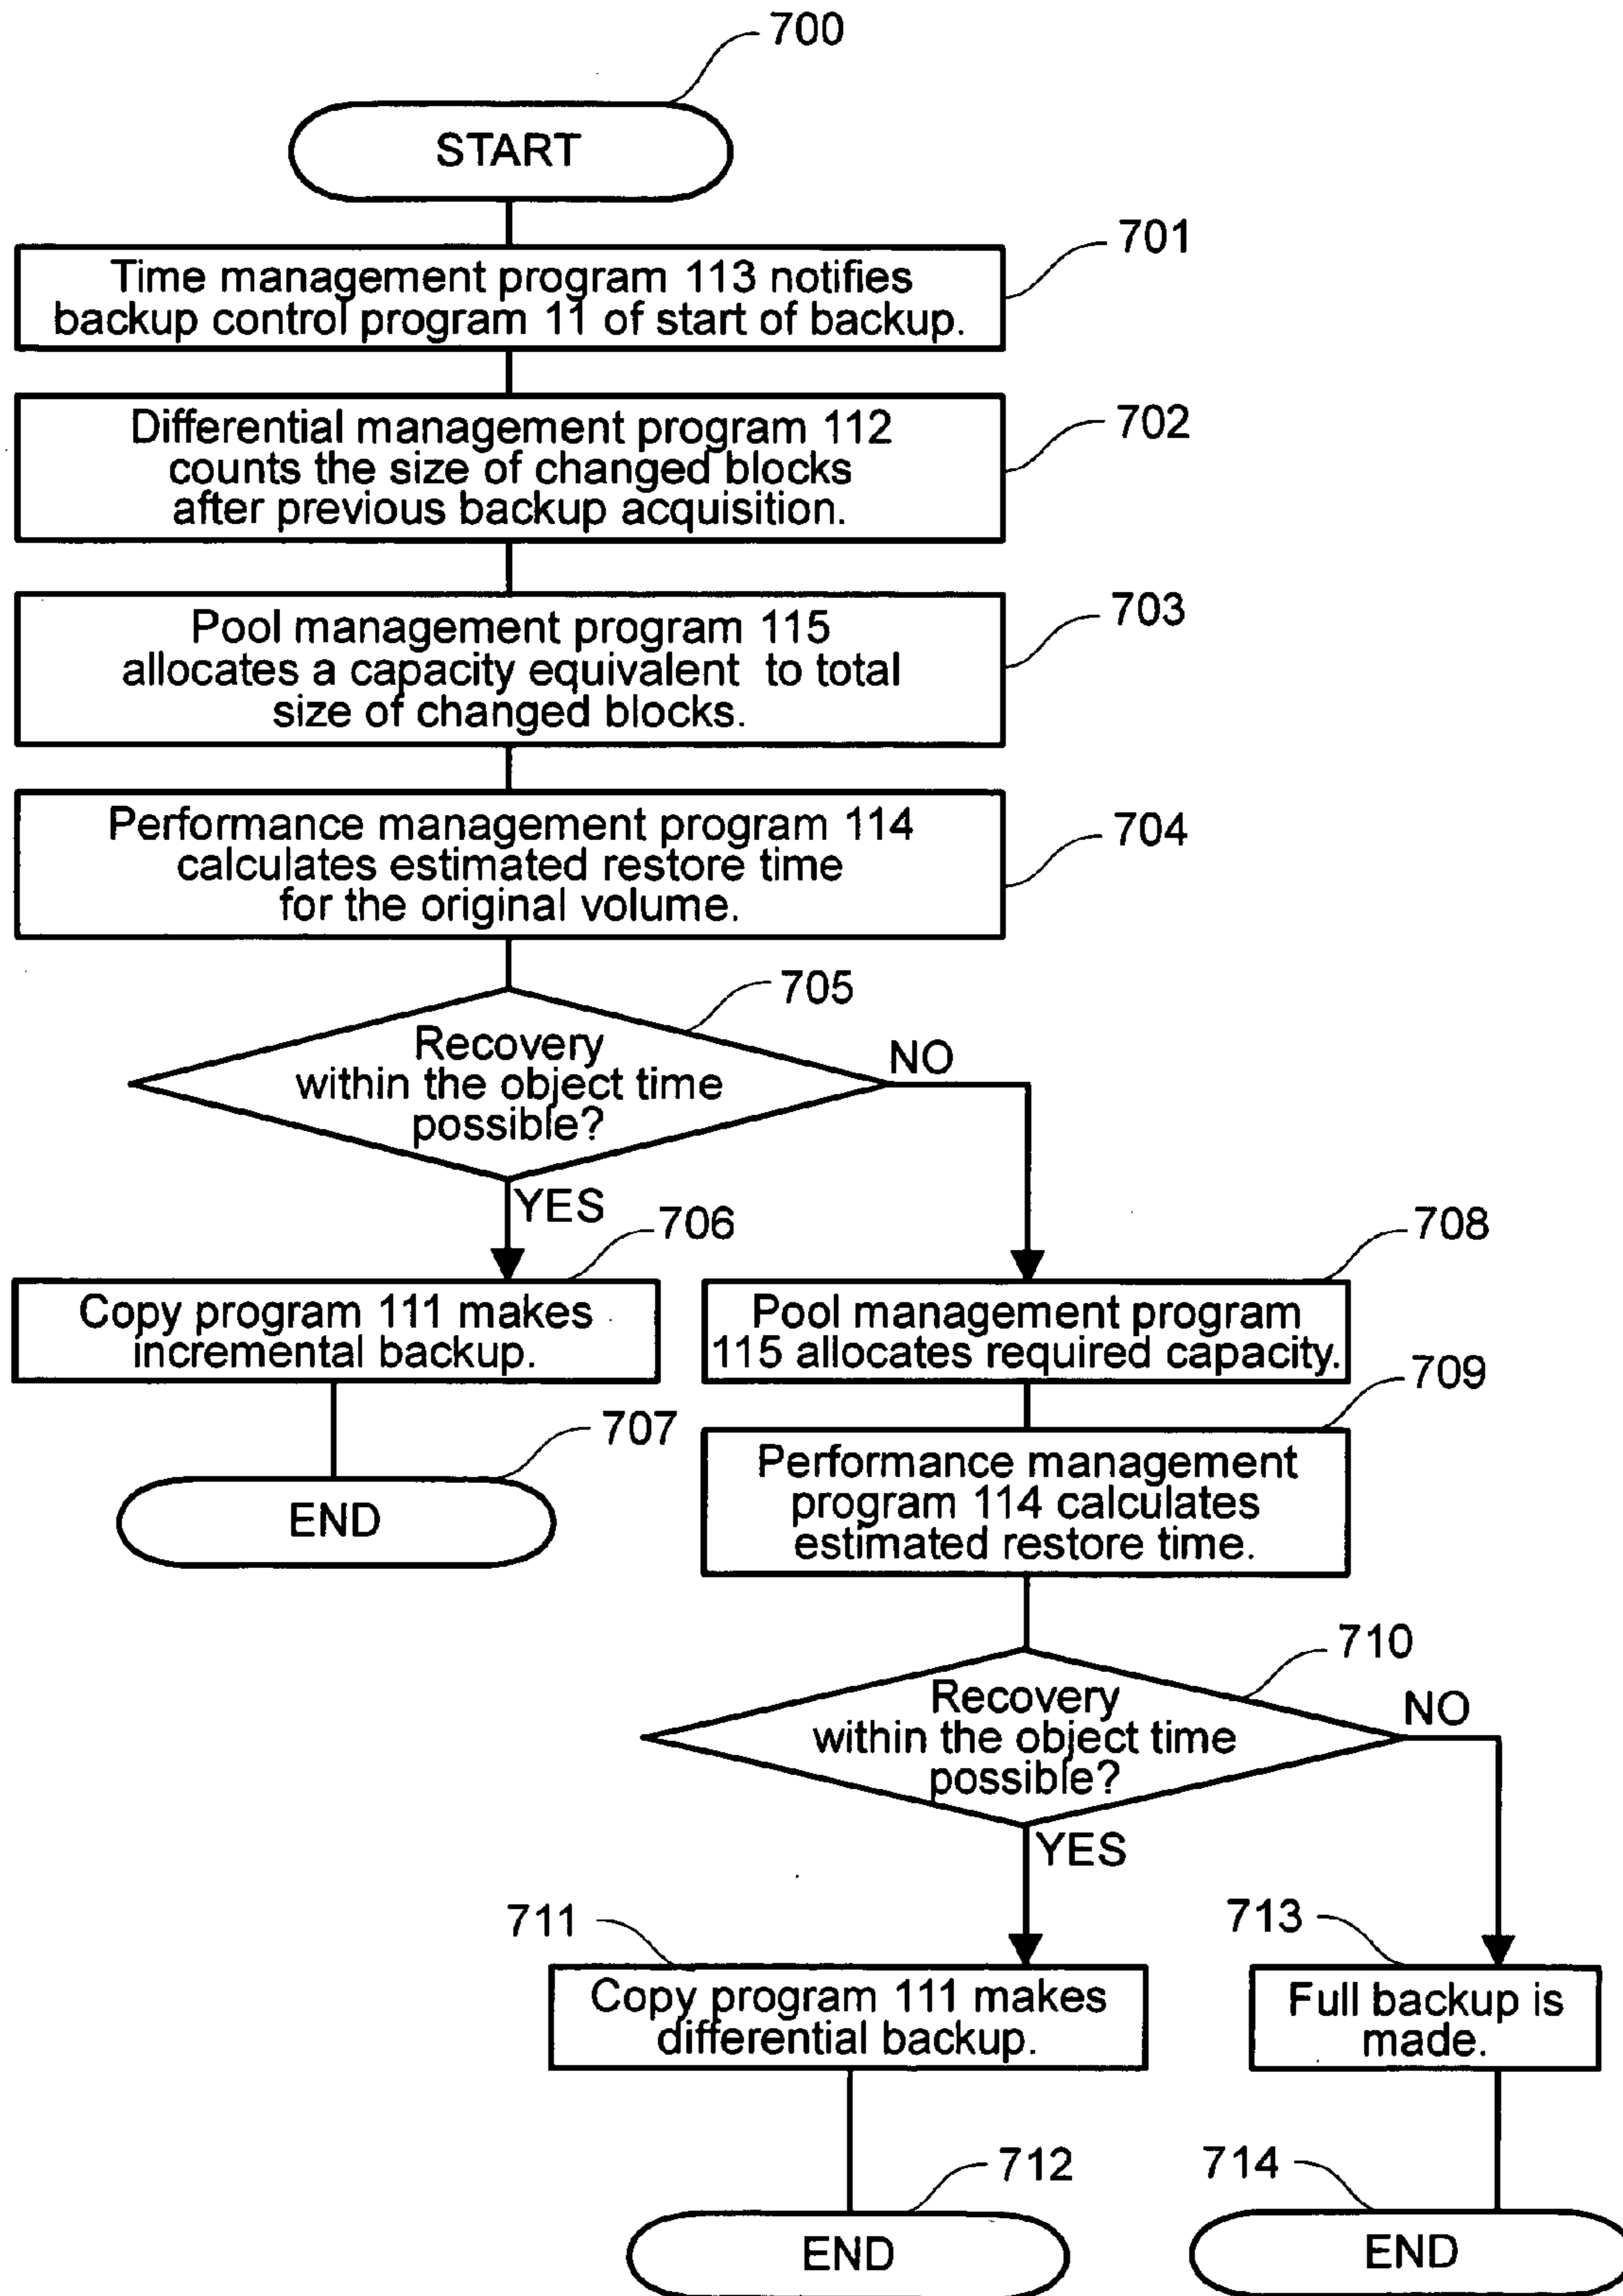 700
START
701
Time management program 113 notifies
backup control program 11 of start of backup.
702
Differential management program 112
counts the size of changed blocks
after previous backup acquisition.
703
Pool management program 115
allocates a capacity equivalent to total
size of changed blocks.
704
Performance management program 114
calculates estimated restore time
for the original volume.
705
Recovery
within the object time
possible?
NO
YES
706
Copy program 111 makes
incremental backup.
707
END
708
Pool management program
115 allocates required capacity.
709
Performance management
program 114 calculates
estimated restore time.
710
Recovery
within the object time
possible?
NO
YES
711
Copy program 111 makes
differential backup.
712
END
713
Full backup is
made.
714
END